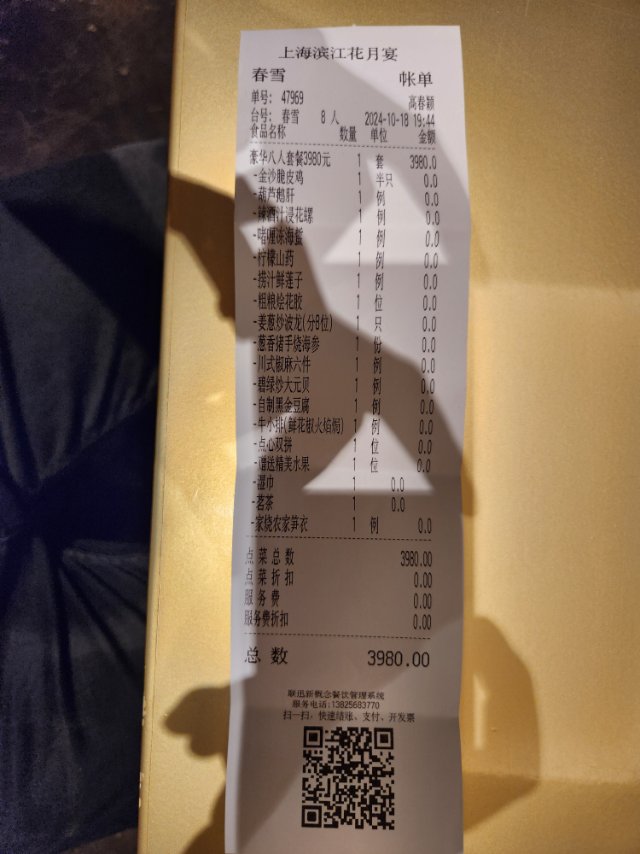 上海滨江花月宴
春雪 帐单
单号: 47969 高春颖
台号: 春雪 8 人 2024-10-18 19:44
食品名称 数量 单位 金额
豪华八人套餐3980元 1 套 3980.0
-金沙脆皮鸡 1 半只 0.0
-葫芦鹅肝 1 例 0.0
-辣酒汁浸花螺 1 例 0.0
-啫喱冻海蜇 1 例 0.0
-柠檬山药 1 例 0.0
-捞汁鲜莲子 1 例 0.0
-粗粮烩花胶 1 位 0.0
-姜葱炒波龙(分8位) 1 只 0.0
-葱香猪手烧海参 1 份 0.0
-川式椒麻六件 1 例 0.0
-碧绿炒大元贝 1 例 0.0
-自制黑金豆腐 1 例 0.0
-牛小排(鲜花椒火焰焗) 1 例 0.0
-点心双拼 1 位 0.0
-赠送精美水果 1 位 0.0
-湿巾 1 0.0
-茗茶 1 0.0
-家烧农家笋衣 1 例 0.0
点菜总数 3980.00
点菜折扣 0.00
服务费 0.00
服务费折扣 0.00
总数 3980.00
联迅新概念餐饮管理系统
服务电话:13825683770
扫一扫，快速结账、支付、开发票